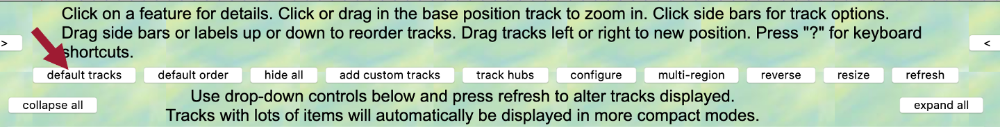 Click on a feature for details. Click or drag in the base position track to zoom in. Click side bars for track options.
Drag side bars or labels up or down to reorder tracks. Drag tracks left or right to new position. Press "?" for keyboard
shortcuts.
> <
default tracks default order hide all add custom tracks track hubs configure multi-region reverse resize refresh
Use drop-down controls below and press refresh to alter tracks displayed.
collapse all expand all
Tracks with lots of items will automatically be displayed in more compact modes.